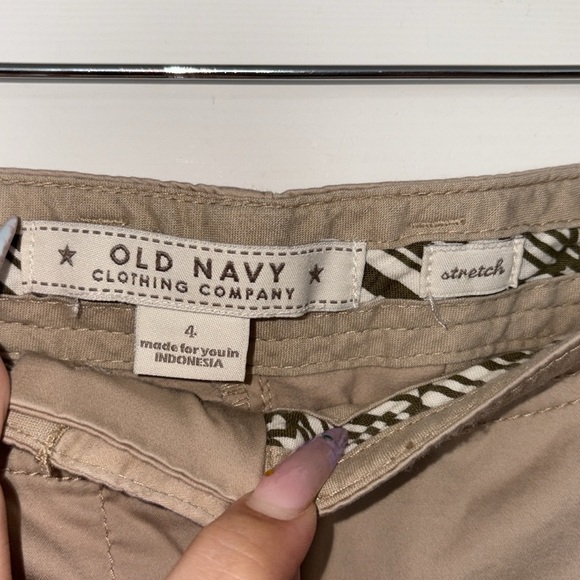 OLD NAVY
CLOTHING COMPANY
stretch
4
made for you in
INDONESIA